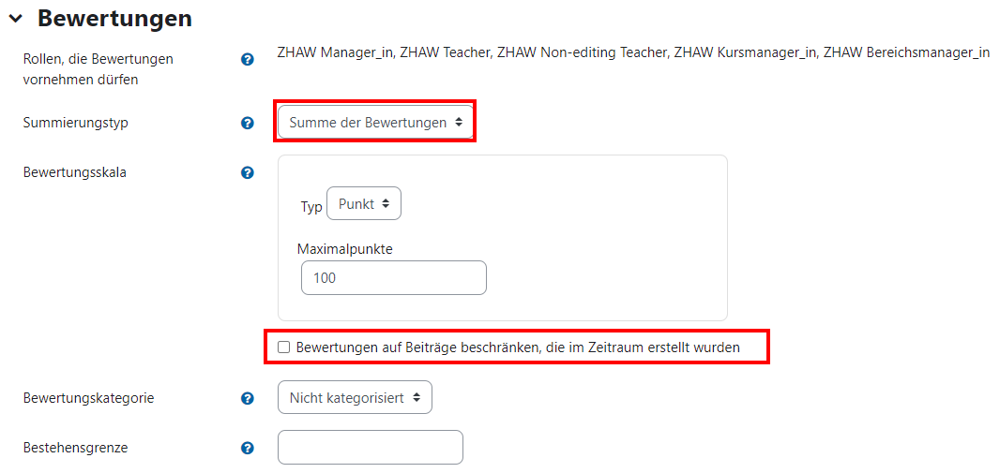 Bewertungen
Rollen, die Bewertungen vornehmen dürfen
ZHAW Manager_in, ZHAW Teacher, ZHAW Non-editing Teacher, ZHAW Kursmanager_in, ZHAW Bereichsmanager_in
Summierungstyp
Summe der Bewertungen
Bewertungsskala
Typ Punkt
Maximalpunkte
100
Bewertungen auf Beiträge beschränken, die im Zeitraum erstellt wurden
Bewertungskategorie
Nicht kategorisiert
Bestehensgrenze